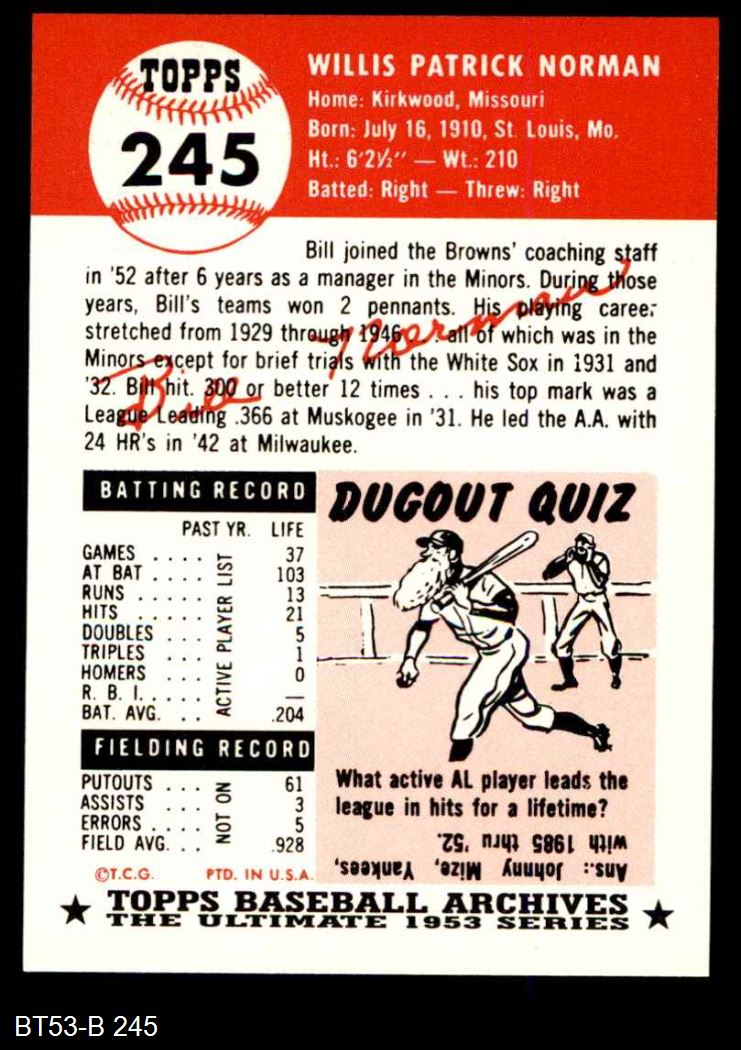 TOPPS
245
WILLIS PATRICK NORMAN
Home: Kirkwood, Missouri
Born: July 16, 1910, St. Louis, Mo.
Ht.: 6'2½" — Wt.: 210
Batted: Right — Threw: Right
Bill joined the Browns' coaching staff
in '52 after 6 years as a manager in the Minors. During those
years, Bill's teams won 2 pennants. His playing career
stretched from 1929 through 1946 . . . all of which was in the
Minors except for brief trials with the White Sox in 1931 and
'32. Bill hit .300 or better 12 times . . . his top mark was a
League Leading .366 at Muskogee in '31. He led the A.A. with
24 HR's in '42 at Milwaukee.
Bill Norman
BATTING RECORD
PAST YR. LIFE
GAMES . . . . 37
AT BAT . . . . 103
RUNS . . . . 13
HITS . . . . . . 21
DOUBLES . . . 5
TRIPLES . . . 1
HOMERS . . . 0
R. B. I. . . . . . —
BAT. AVG. . . . .204
NOT ON ACTIVE PLAYER LIST
FIELDING RECORD
PUTOUTS . . . 61
ASSISTS . . . 3
ERRORS . . . . 5
FIELD AVG. . . . .928
DUGOUT QUIZ
What active AL player leads the
league in hits for a lifetime?
Ans.: Johnny Mize, Yankees,
with 1985 thru '52.
©T.C.G. PTD. IN U.S.A.
TOPPS BASEBALL ARCHIVES
THE ULTIMATE 1953 SERIES
BT53-B 245